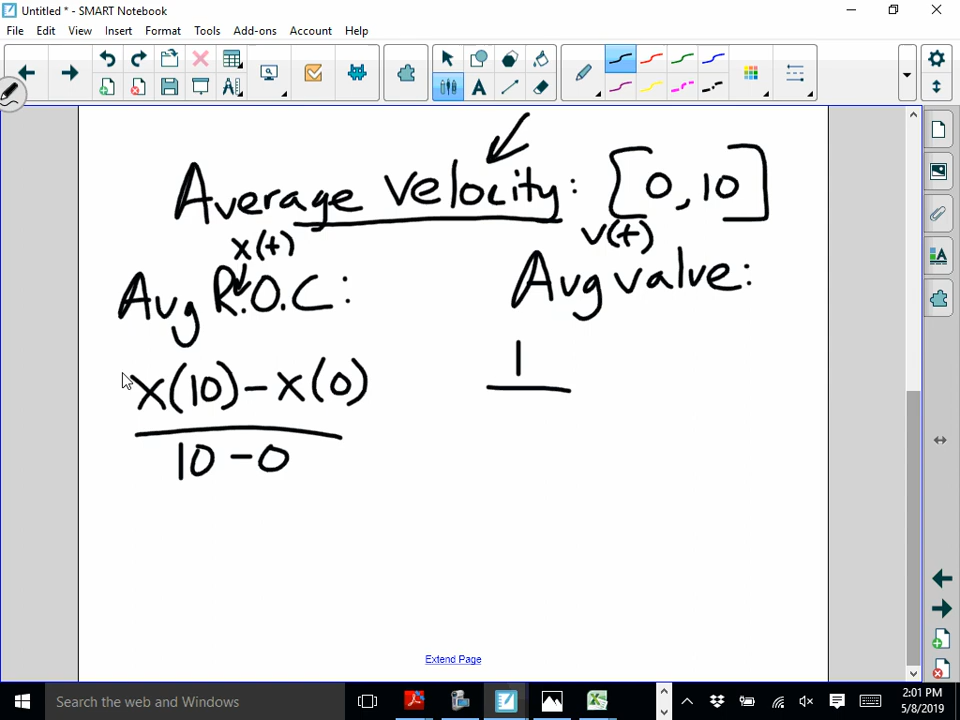 Untitled * - SMART Notebook
File Edit View Insert Format Tools Add-ons Account Help
Average velocity: [0,10]
x(t) v(t)
Avg R.O.C: Avg value:
x(10)-x(0) 1
10-0
Extend Page
Search the web and Windows
2:01 PM
5/8/2019